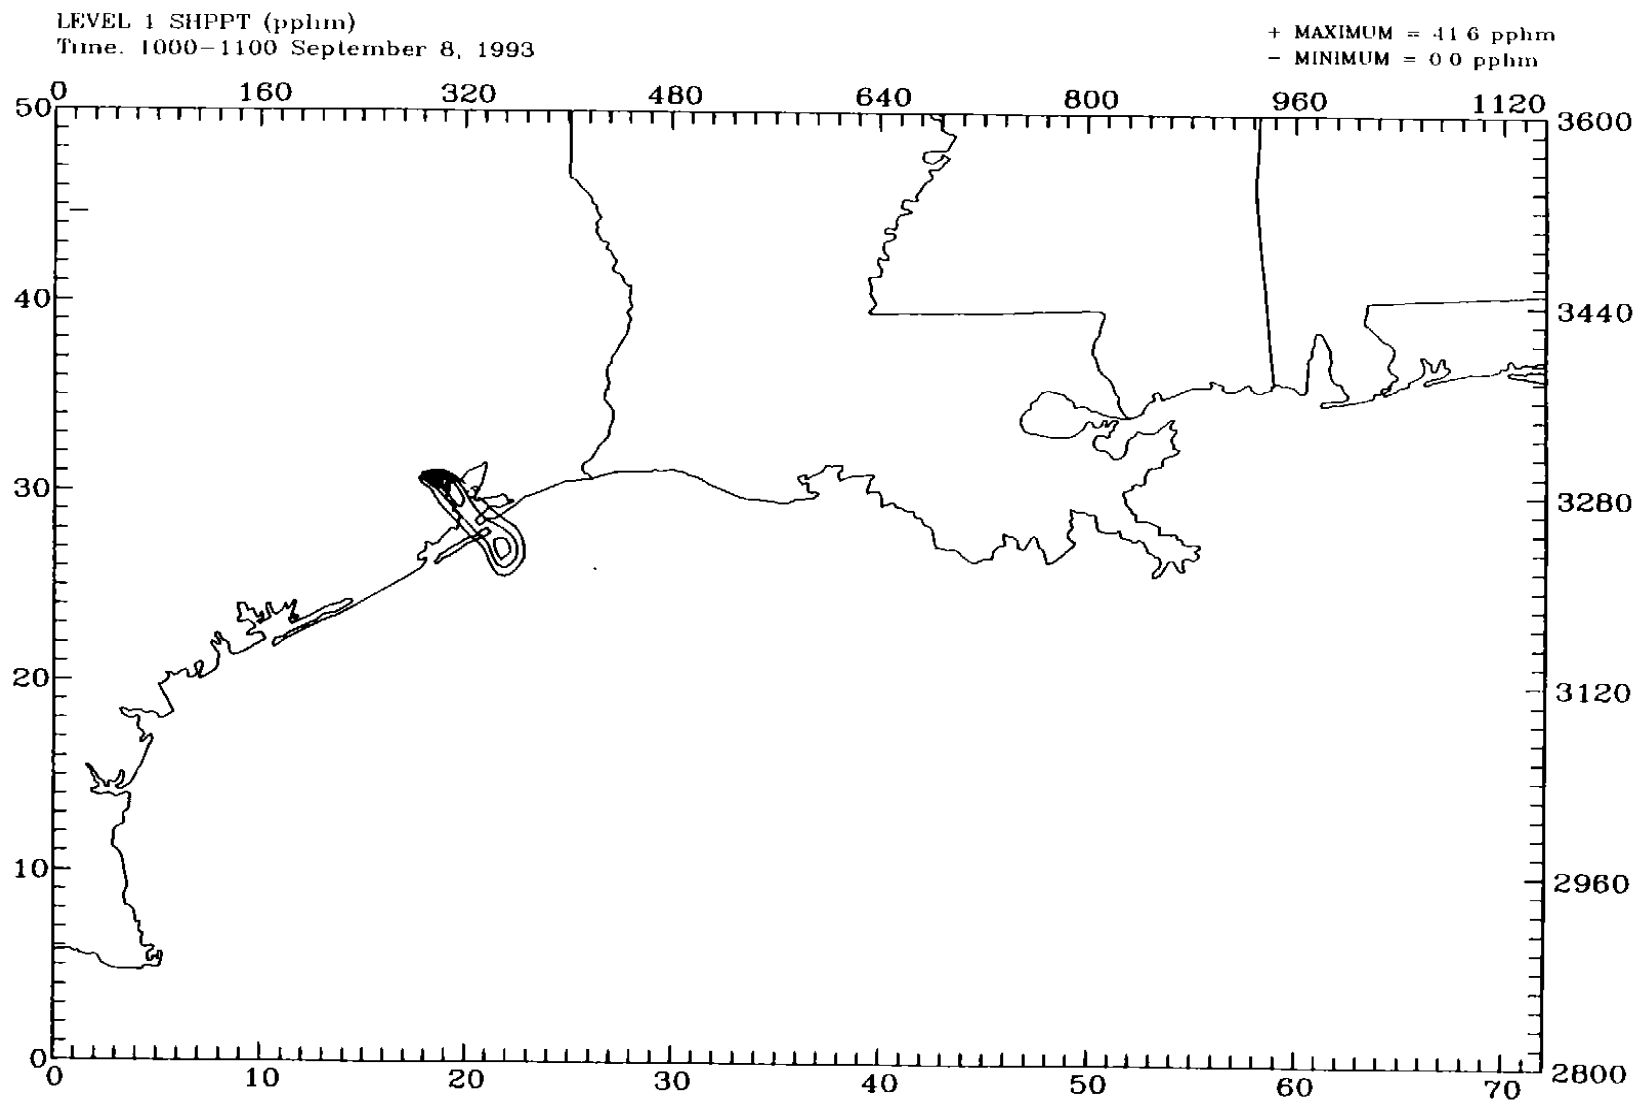 LEVEL 1 SHPPT (pphm)
Time. 1000-1100 September 8, 1993
+ MAXIMUM = 41 6 pphm
− MINIMUM = 0 0 pphm
0 160 320 480 640 800 960 1120
50 3600
40 3440
30 3280
20 3120
10 2960
0 2800
0 10 20 30 40 50 60 70